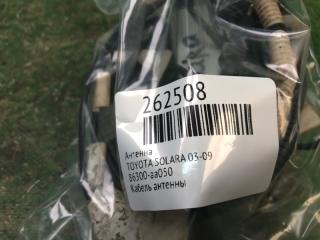 262508
Антенна
TOYOTA SOLARA 03-09
86300-aa050
Кабель антенны